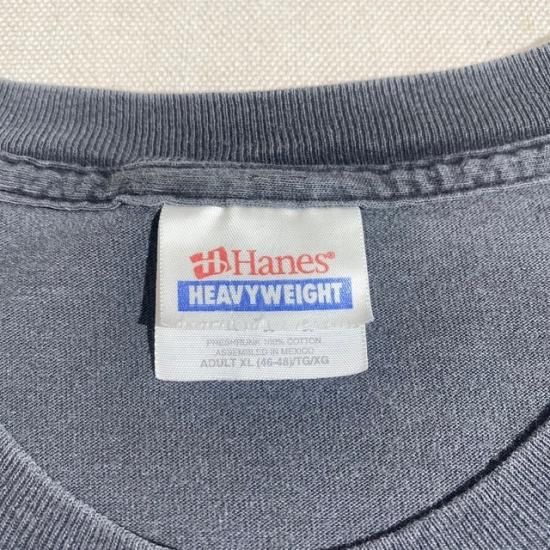 Hanes®
HEAVYWEIGHT
PRESHRUNK 100% COTTON
ASSEMBLED IN MEXICO
ADULT XL (46-48)/TG/XG